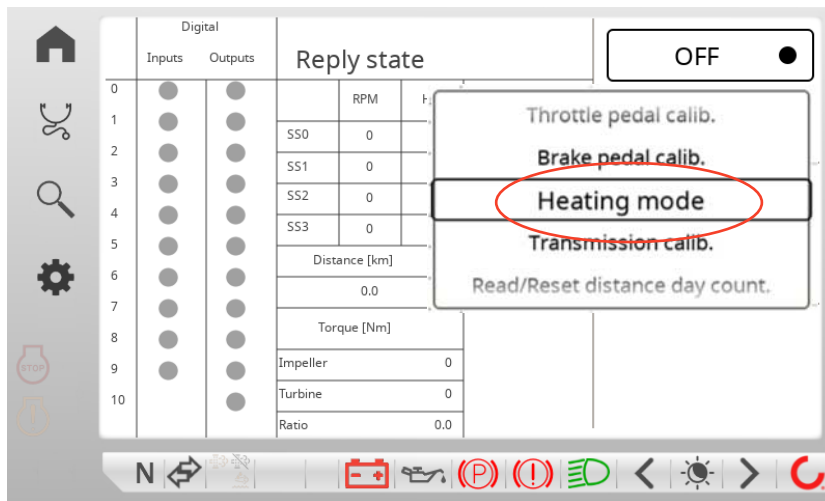 Digital
Inputs Outputs
Reply state
OFF
0
1
2
3
4
5
6
7
8
9
10
RPM
SS0 0
SS1 0
SS2 0
SS3 0
Distance [km]
0.0
Torque [Nm]
Impeller 0
Turbine 0
Ratio 0.0
Throttle pedal calib.
Brake pedal calib.
Heating mode
Transmission calib.
Read/Reset distance day count.
STOP
N
(P)
(!)